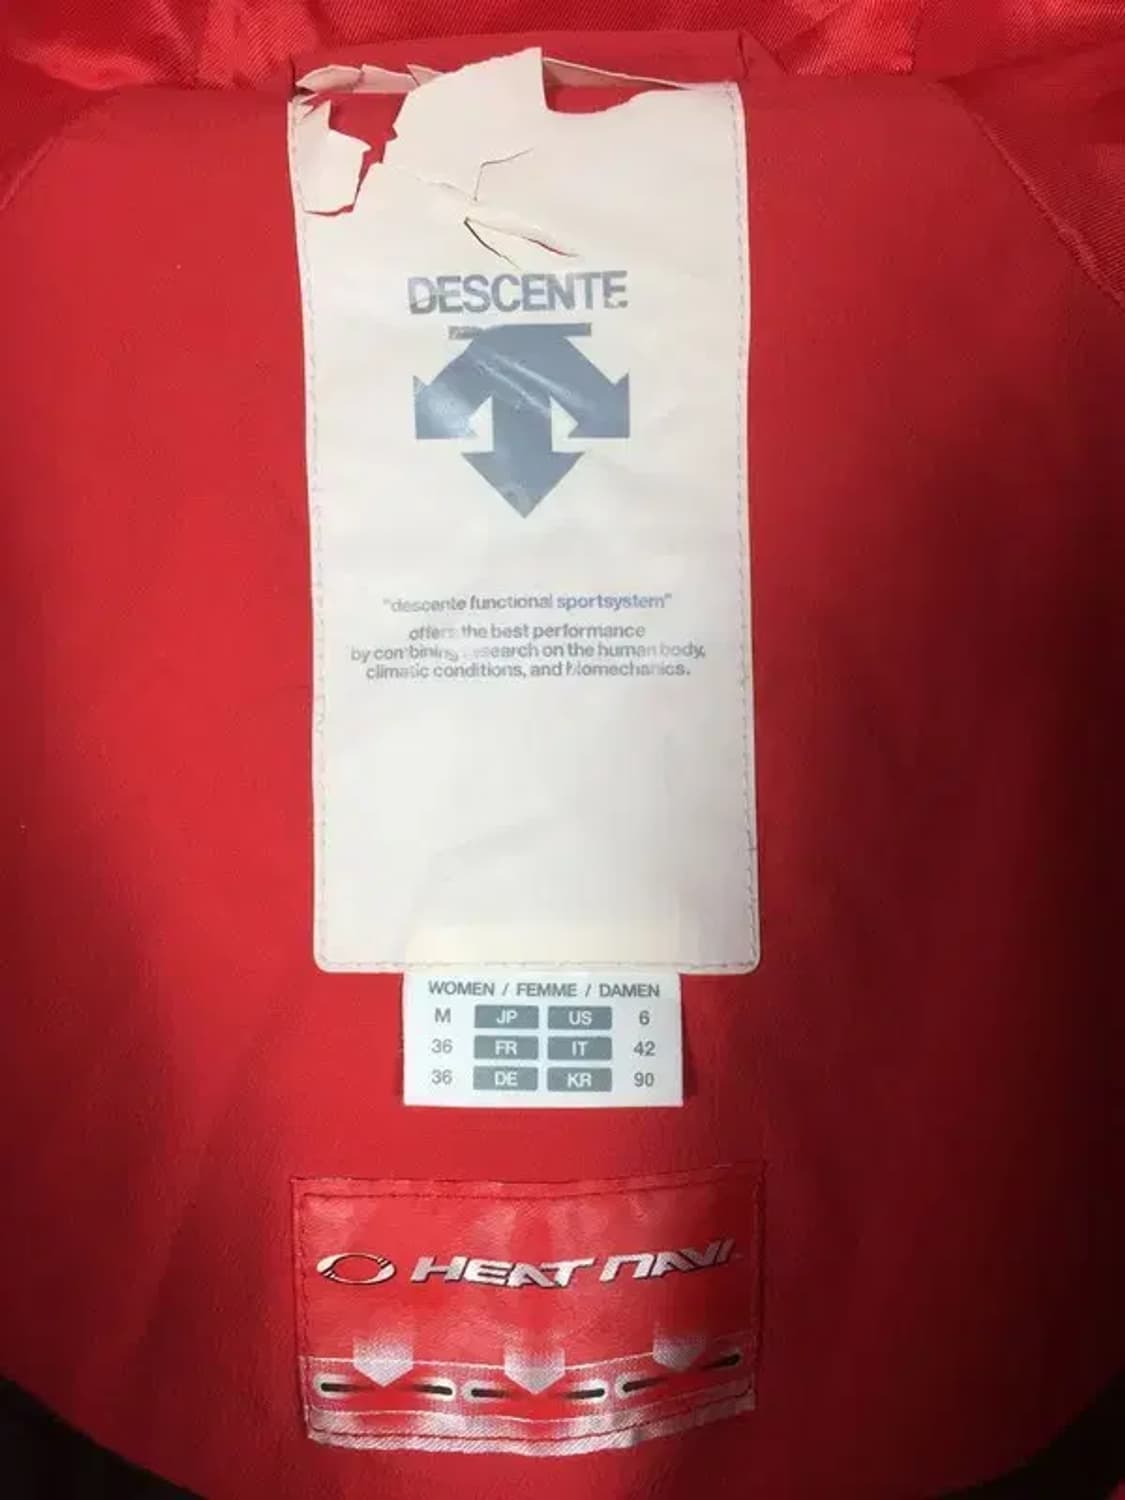 DESCENTE
"descente functional sportsystem"
offers the best performance
by combining research on the human body,
climatic conditions, and biomechanics.
WOMEN / FEMME / DAMEN
M JP US 6
36 FR IT 42
36 DE KR 90
HEAT NAVI